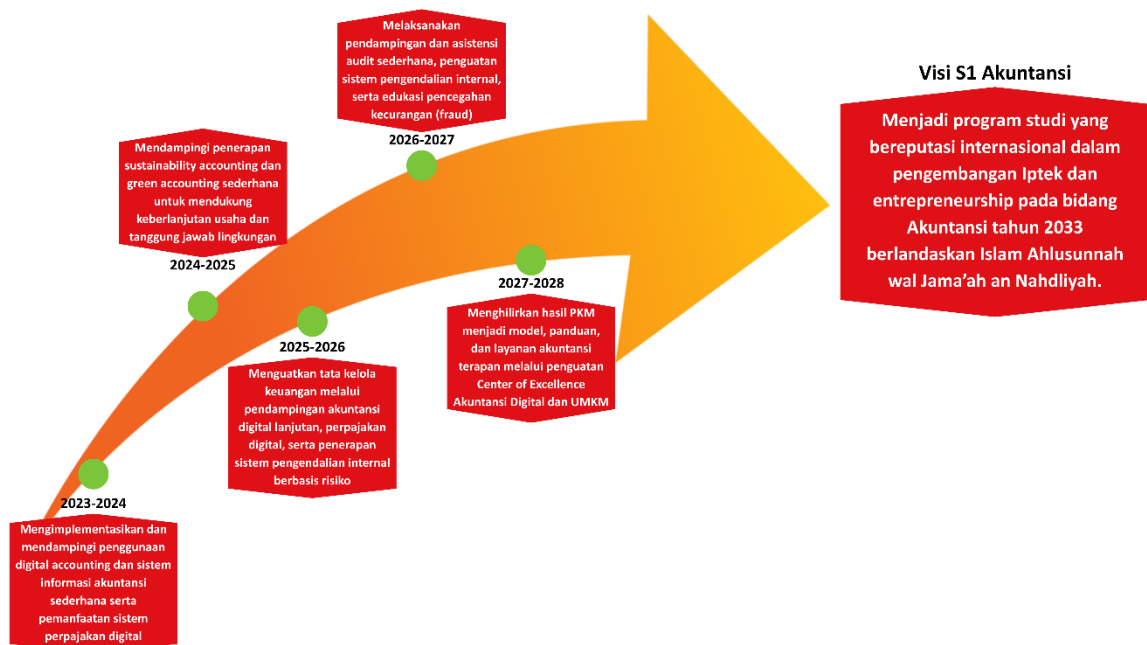 2023-2024
Mengimplementasikan dan
mendampingi penggunaan
digital accounting dan sistem
informasi akuntansi
sederhana serta
pemanfaatan sistem
perpajakan digital
Mendampingi penerapan
sustainability accounting dan
green accounting sederhana
untuk mendukung
keberlanjutan usaha dan
tanggung jawab lingkungan
2024-2025
2025-2026
Menguatkan tata kelola
keuangan melalui
pendampingan akuntansi
digital lanjutan, perpajakan
digital, serta penerapan
sistem pengendalian internal
berbasis risiko
Melaksanakan
pendampingan dan asistensi
audit sederhana, penguatan
sistem pengendalian internal,
serta edukasi pencegahan
kecurangan (fraud)
2026-2027
2027-2028
Menghilirkan hasil PKM
menjadi model, panduan,
dan layanan akuntansi
terapan melalui penguatan
Center of Excellence
Akuntansi Digital dan UMKM
Visi S1 Akuntansi
Menjadi program studi yang
bereputasi internasional dalam
pengembangan Iptek dan
entrepreneurship pada bidang
Akuntansi tahun 2033
berlandaskan Islam Ahlusunnah
wal Jama’ah an Nahdliyah.